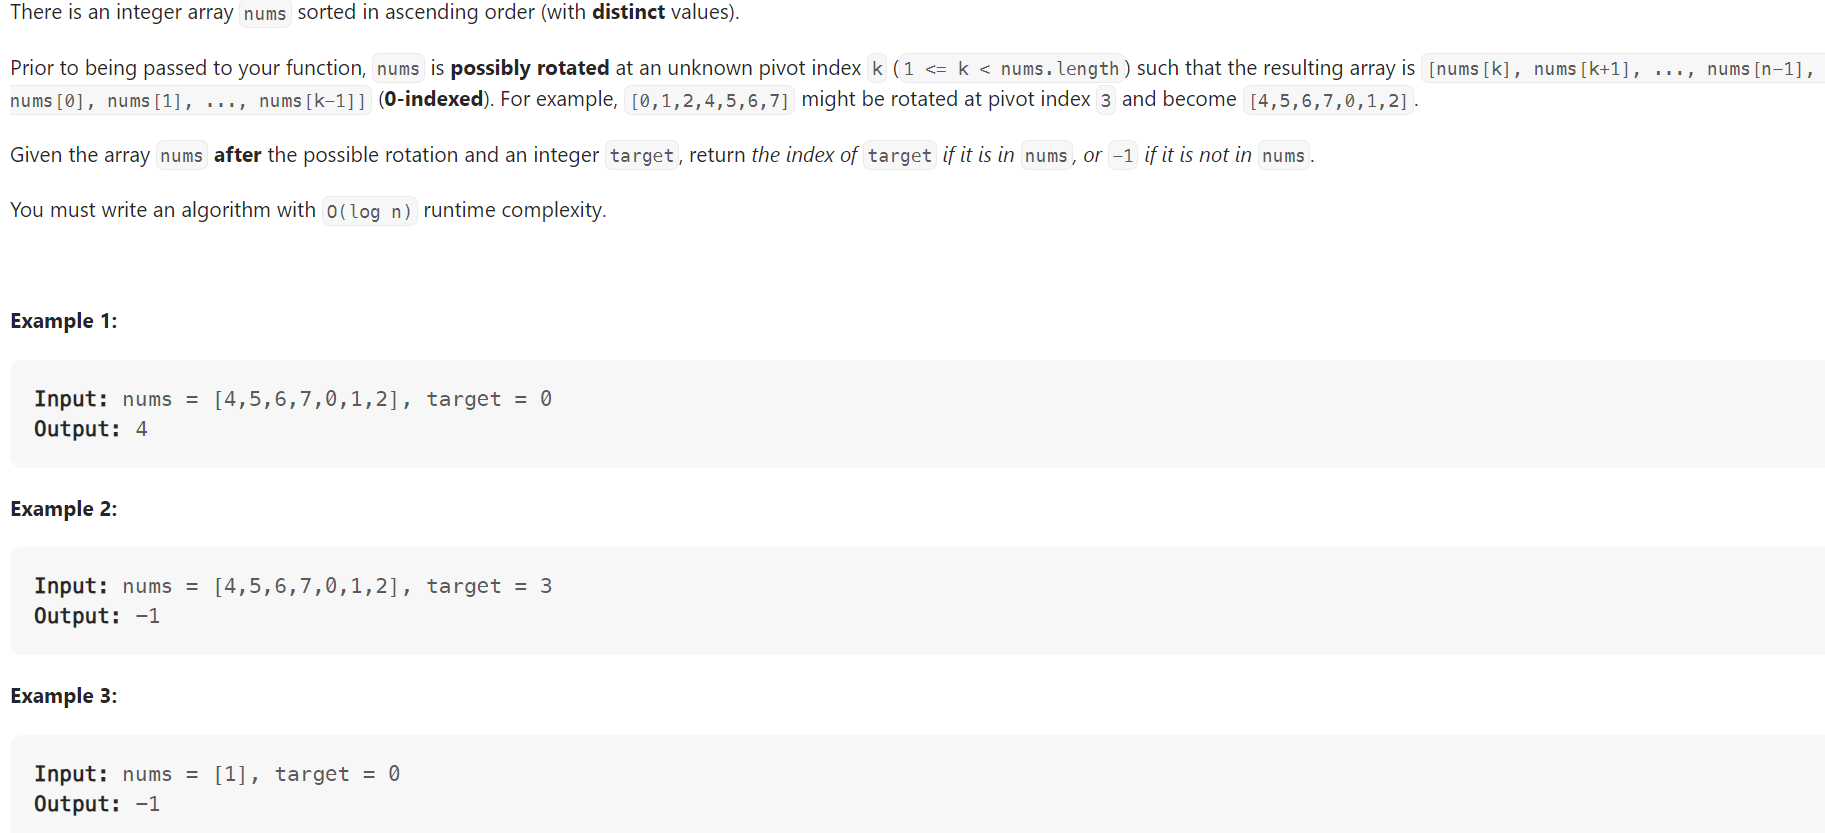 There is an integer array nums sorted in ascending order (with distinct values).
Prior to being passed to your function, nums is possibly rotated at an unknown pivot index k (1 <= k < nums.length) such that the resulting array is [nums[k], nums[k+1], ..., nums[n-1],
nums[0], nums[1], ..., nums[k-1]] (0-indexed). For example, [0,1,2,4,5,6,7] might be rotated at pivot index 3 and become [4,5,6,7,0,1,2].
Given the array nums after the possible rotation and an integer target, return the index of target if it is in nums, or -1 if it is not in nums.
You must write an algorithm with O(log n) runtime complexity.
Example 1:
Input: nums = [4,5,6,7,0,1,2], target = 0
Output: 4
Example 2:
Input: nums = [4,5,6,7,0,1,2], target = 3
Output: -1
Example 3:
Input: nums = [1], target = 0
Output: -1